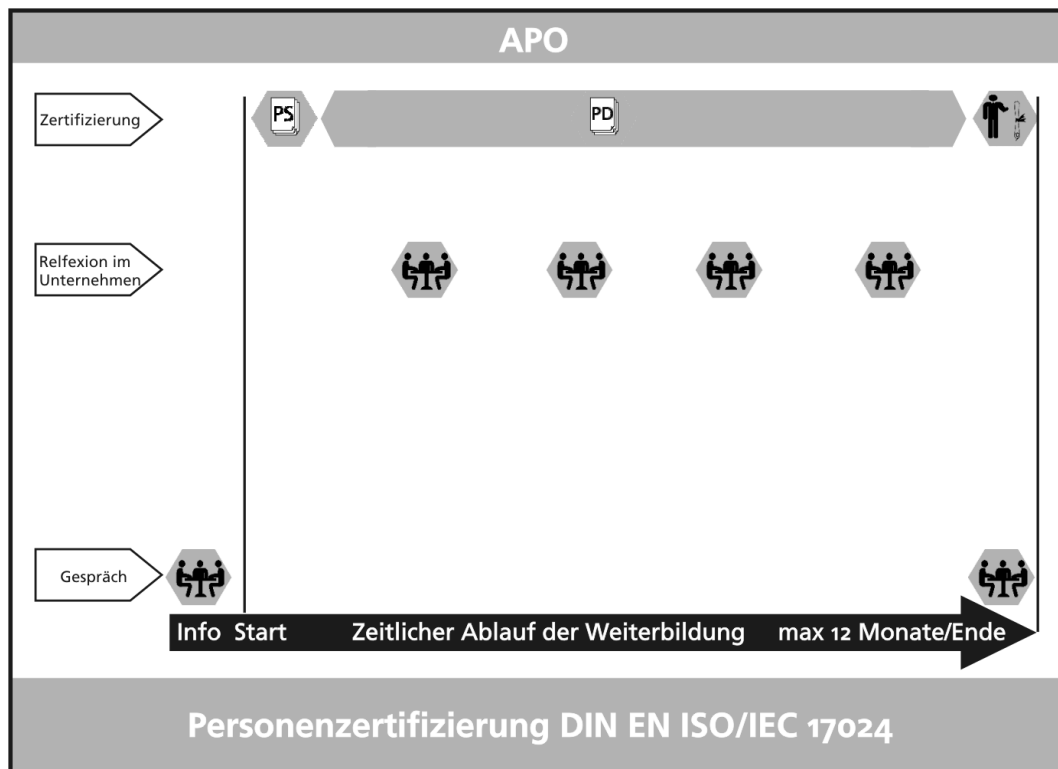 APO
Zertifizierung
PS
PD
Relfexion im
Unternehmen
Gespräch
Info Start Zeitlicher Ablauf der Weiterbildung max 12 Monate/Ende
Personenzertifizierung DIN EN ISO/IEC 17024